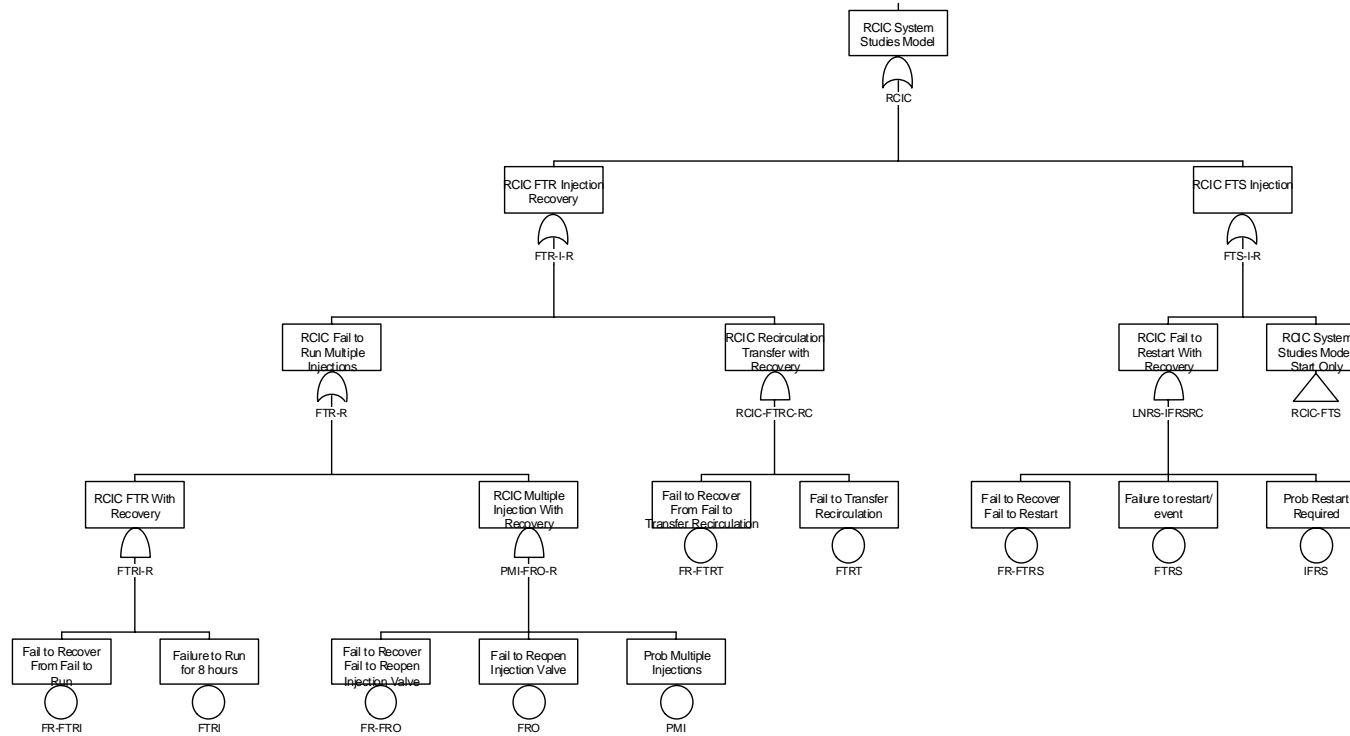 RCIC System
Studies Model
RCIC
RCIC FTR Injection
Recovery
FTR-I-R
RCIC FTS Injection
FTS-I-R
RCIC Fail to
Run Multiple
Injections
FTR-R
RCIC Recirculation
Transfer with
Recovery
RCIC-FTRC-RC
RCIC Fail to
Restart With
Recovery
LNRS-IFRSRC
RCIC System
Studies Model
Start Only
RCIC-FTS
RCIC FTR With
Recovery
FTRI-R
RCIC Multiple
Injection With
Recovery
PMI-FRO-R
Fail to Recover
From Fail to
Transfer Recirculation
FR-FTRT
Fail to Transfer
Recirculation
FTRT
Fail to Recover
Fail to Restart
FR-FTRS
Failure to restart/
event
FTRS
Prob Restart
Required
IFRS
Fail to Recover
From Fail to
Run
FR-FTRI
Failure to Run
for 8 hours
FTRI
Fail to Recover
Fail to Reopen
Injection Valve
FR-FRO
Fail to Reopen
Injection Valve
FRO
Prob Multiple
Injections
PMI